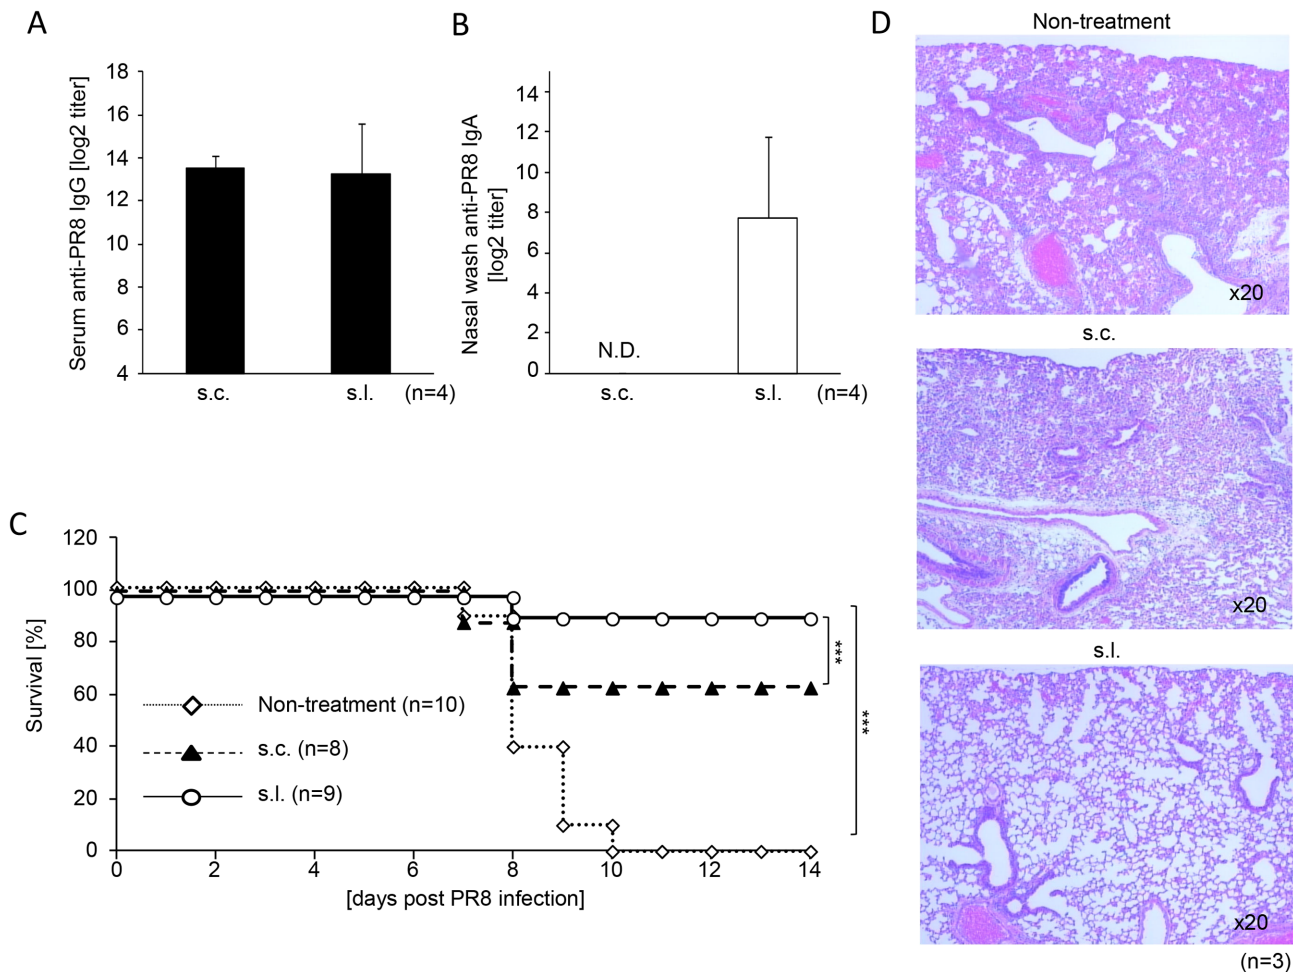 A
Serum anti-PR8 IgG [log2 titer]
18
16
14
12
10
8
6
4
s.c.
s.l.
(n=4)
B
Nasal wash anti-PR8 IgA
[log2 titer]
14
12
10
8
6
4
2
0
N.D.
s.c.
s.l.
(n=4)
C
Survival [%]
120
100
80
60
40
20
0
Non-treatment (n=10)
s.c. (n=8)
s.l. (n=9)
***
***
0 2 4 6 8 10 12 14
[days post PR8 infection]
D
Non-treatment
x20
s.c.
x20
s.l.
x20
(n=3)